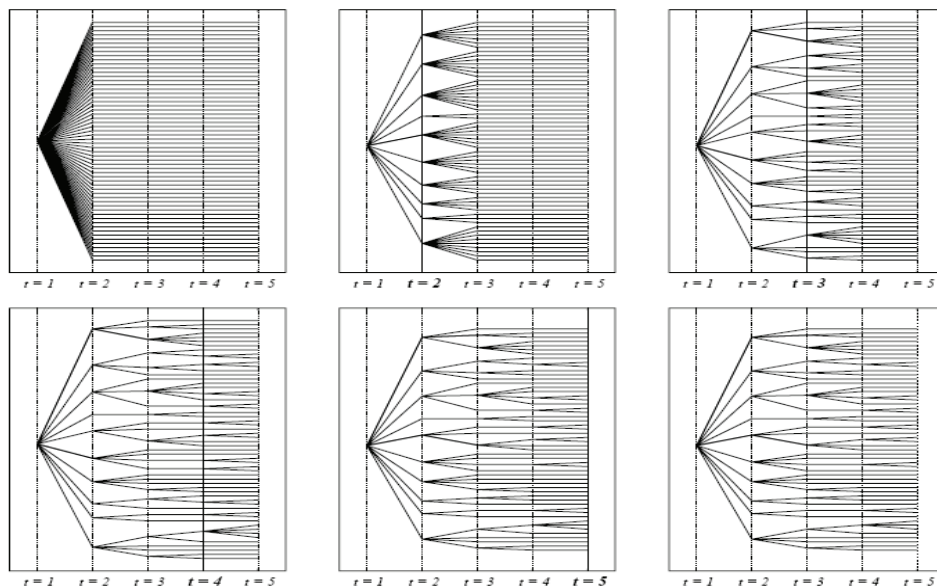 t = 1 t = 2 t = 3 t = 4 t = 5
t = 1 t = 2 t = 3 t = 4 t = 5
t = 1 t = 2 t = 3 t = 4 t = 5
t = 1 t = 2 t = 3 t = 4 t = 5
t = 1 t = 2 t = 3 t = 4 t = 5
t = 1 t = 2 t = 3 t = 4 t = 5